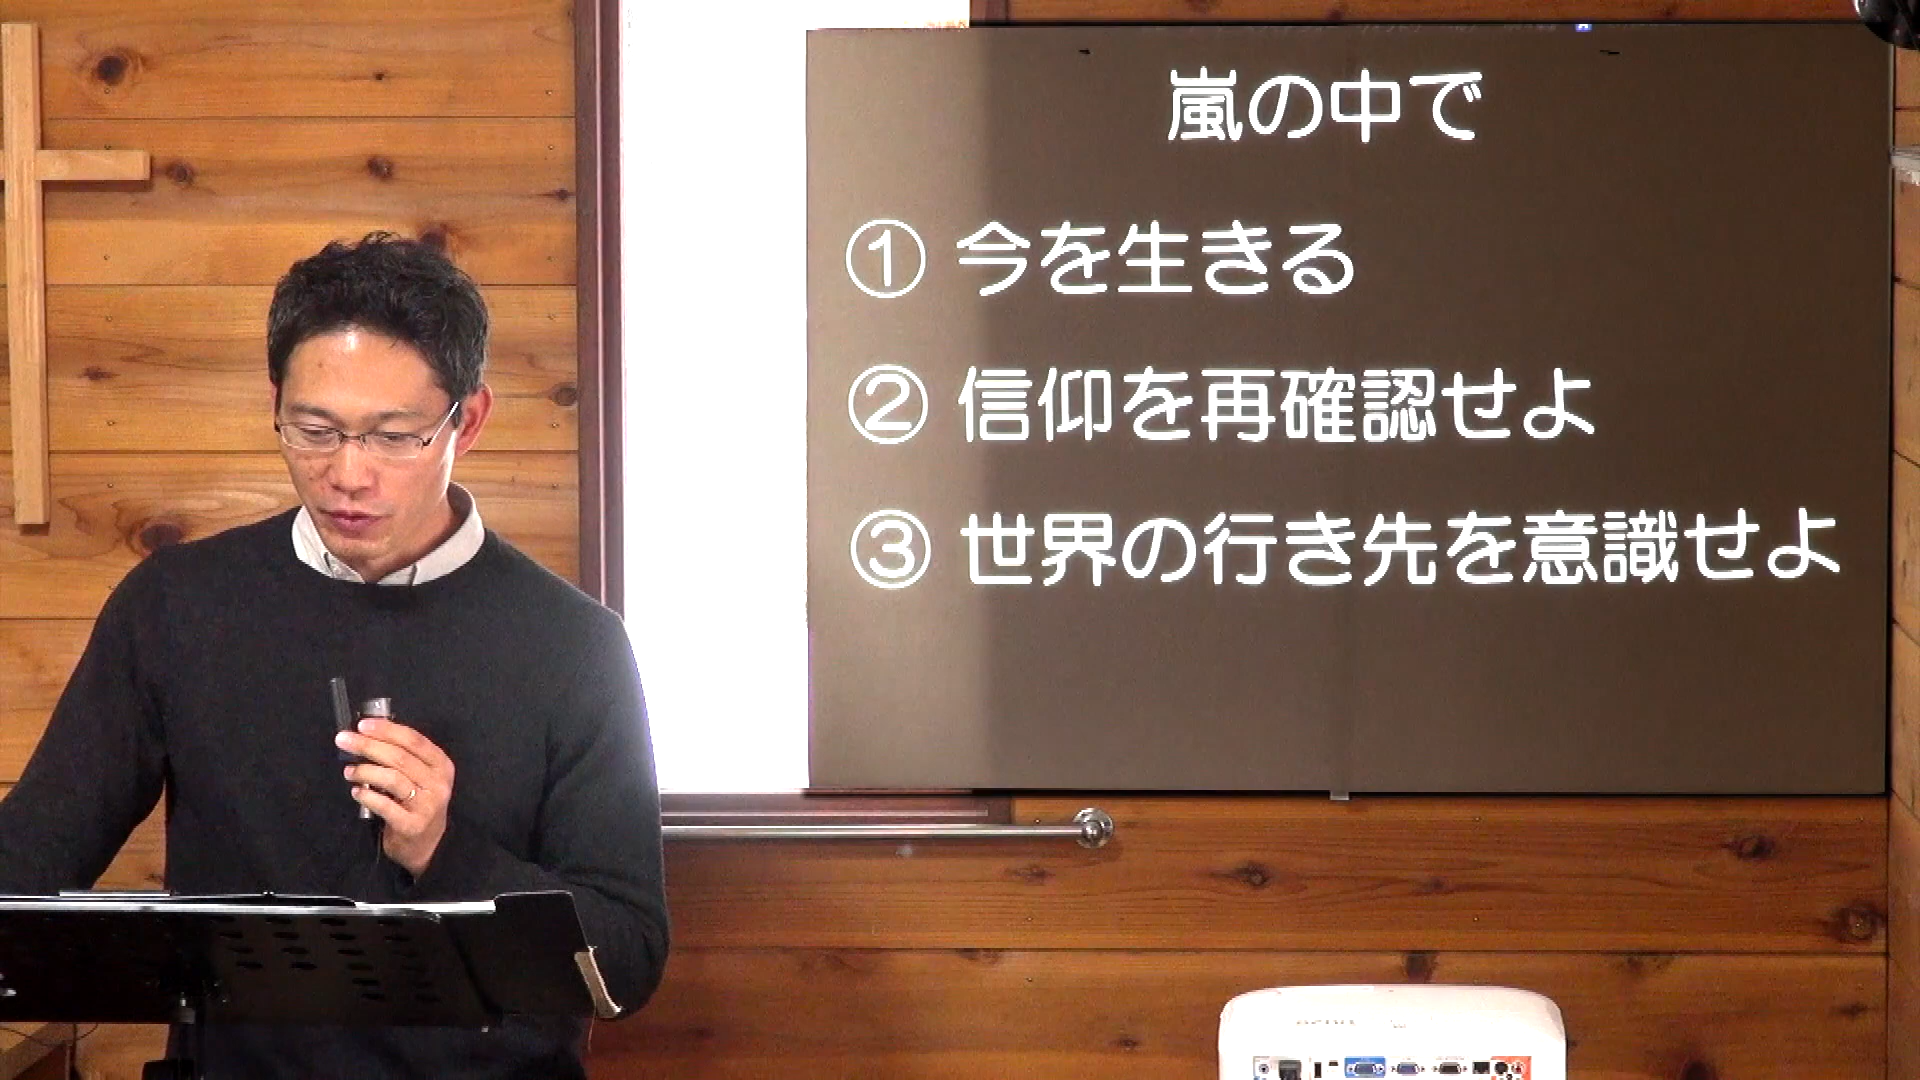 嵐の中で
① 今を生きる
② 信仰を再確認せよ
③ 世界の行き先を意識せよ